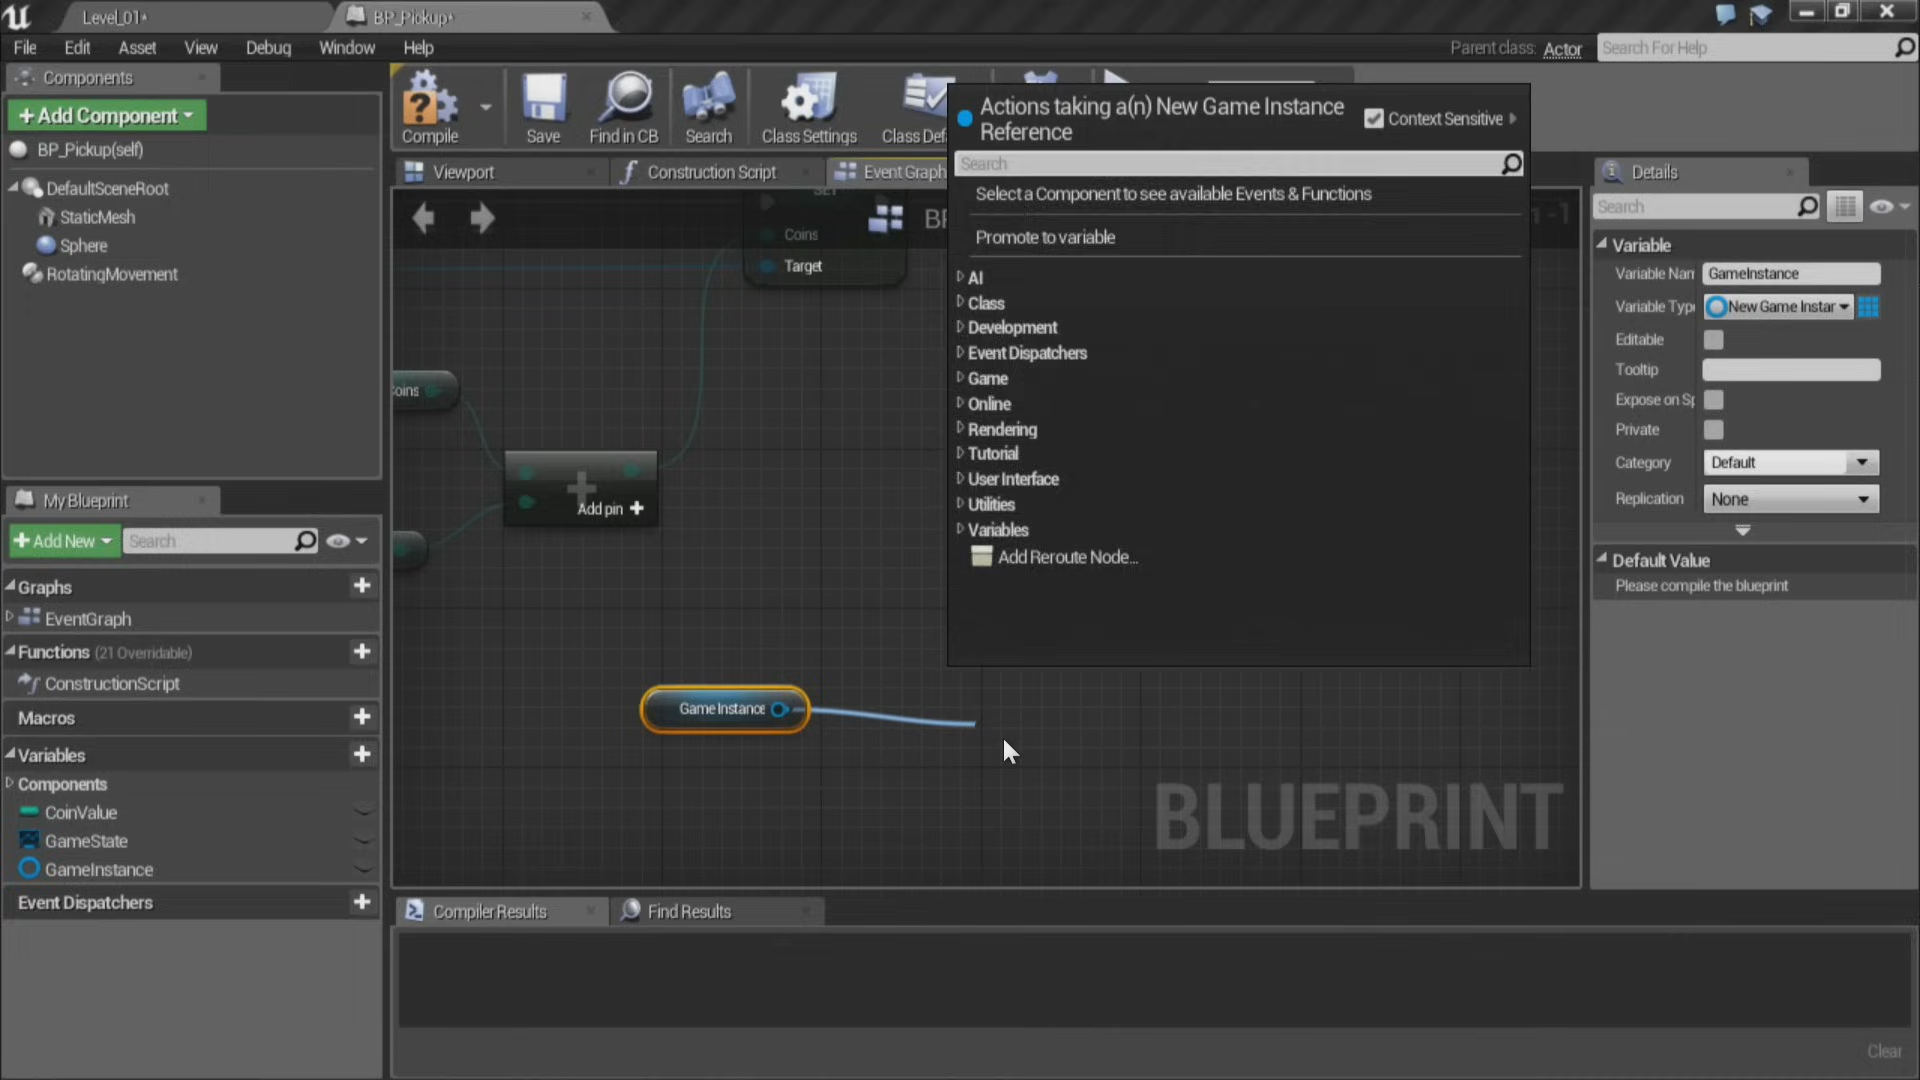 Level_01*
BP_Pickup*
File Edit Asset View Debug Window Help
Parent class: Actor
Search For Help
Components
+Add Component
BP_Pickup(self)
DefaultSceneRoot
StaticMesh
Sphere
RotatingMovement
Compile
Save
Find in CB
Search
Class Settings
Class Def
Viewport
Construction Script
Event Graph
SET
Coins
Target
oins
Add pin +
Game Instance
BLUEPRINT
Actions taking a(n) New Game Instance
Reference
Context Sensitive
Search
Select a Component to see available Events & Functions
Promote to variable
AI
Class
Development
Event Dispatchers
Game
Online
Rendering
Tutorial
User Interface
Utilities
Variables
Add Reroute Node...
My Blueprint
+Add New
Search
Graphs
EventGraph
Functions (21 Overridable)
ConstructionScript
Macros
Variables
Components
CoinValue
GameState
GameInstance
Event Dispatchers
Compiler Results
Find Results
Clear
Details
Search
Variable
Variable Nam GameInstance
Variable Typ New Game Instar
Editable
Tooltip
Expose on Sp
Private
Category Default
Replication None
Default Value
Please compile the blueprint